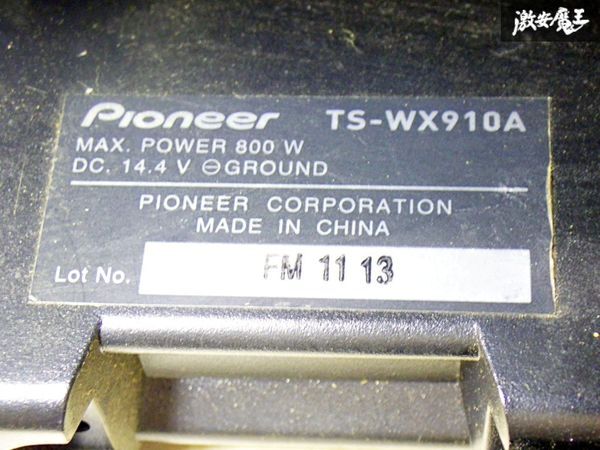 激安魔王
Pioneer TS-WX910A
MAX. POWER 800 W
DC. 14.4 V ⊖GROUND
PIONEER CORPORATION
MADE IN CHINA
Lot No. FM 11 13